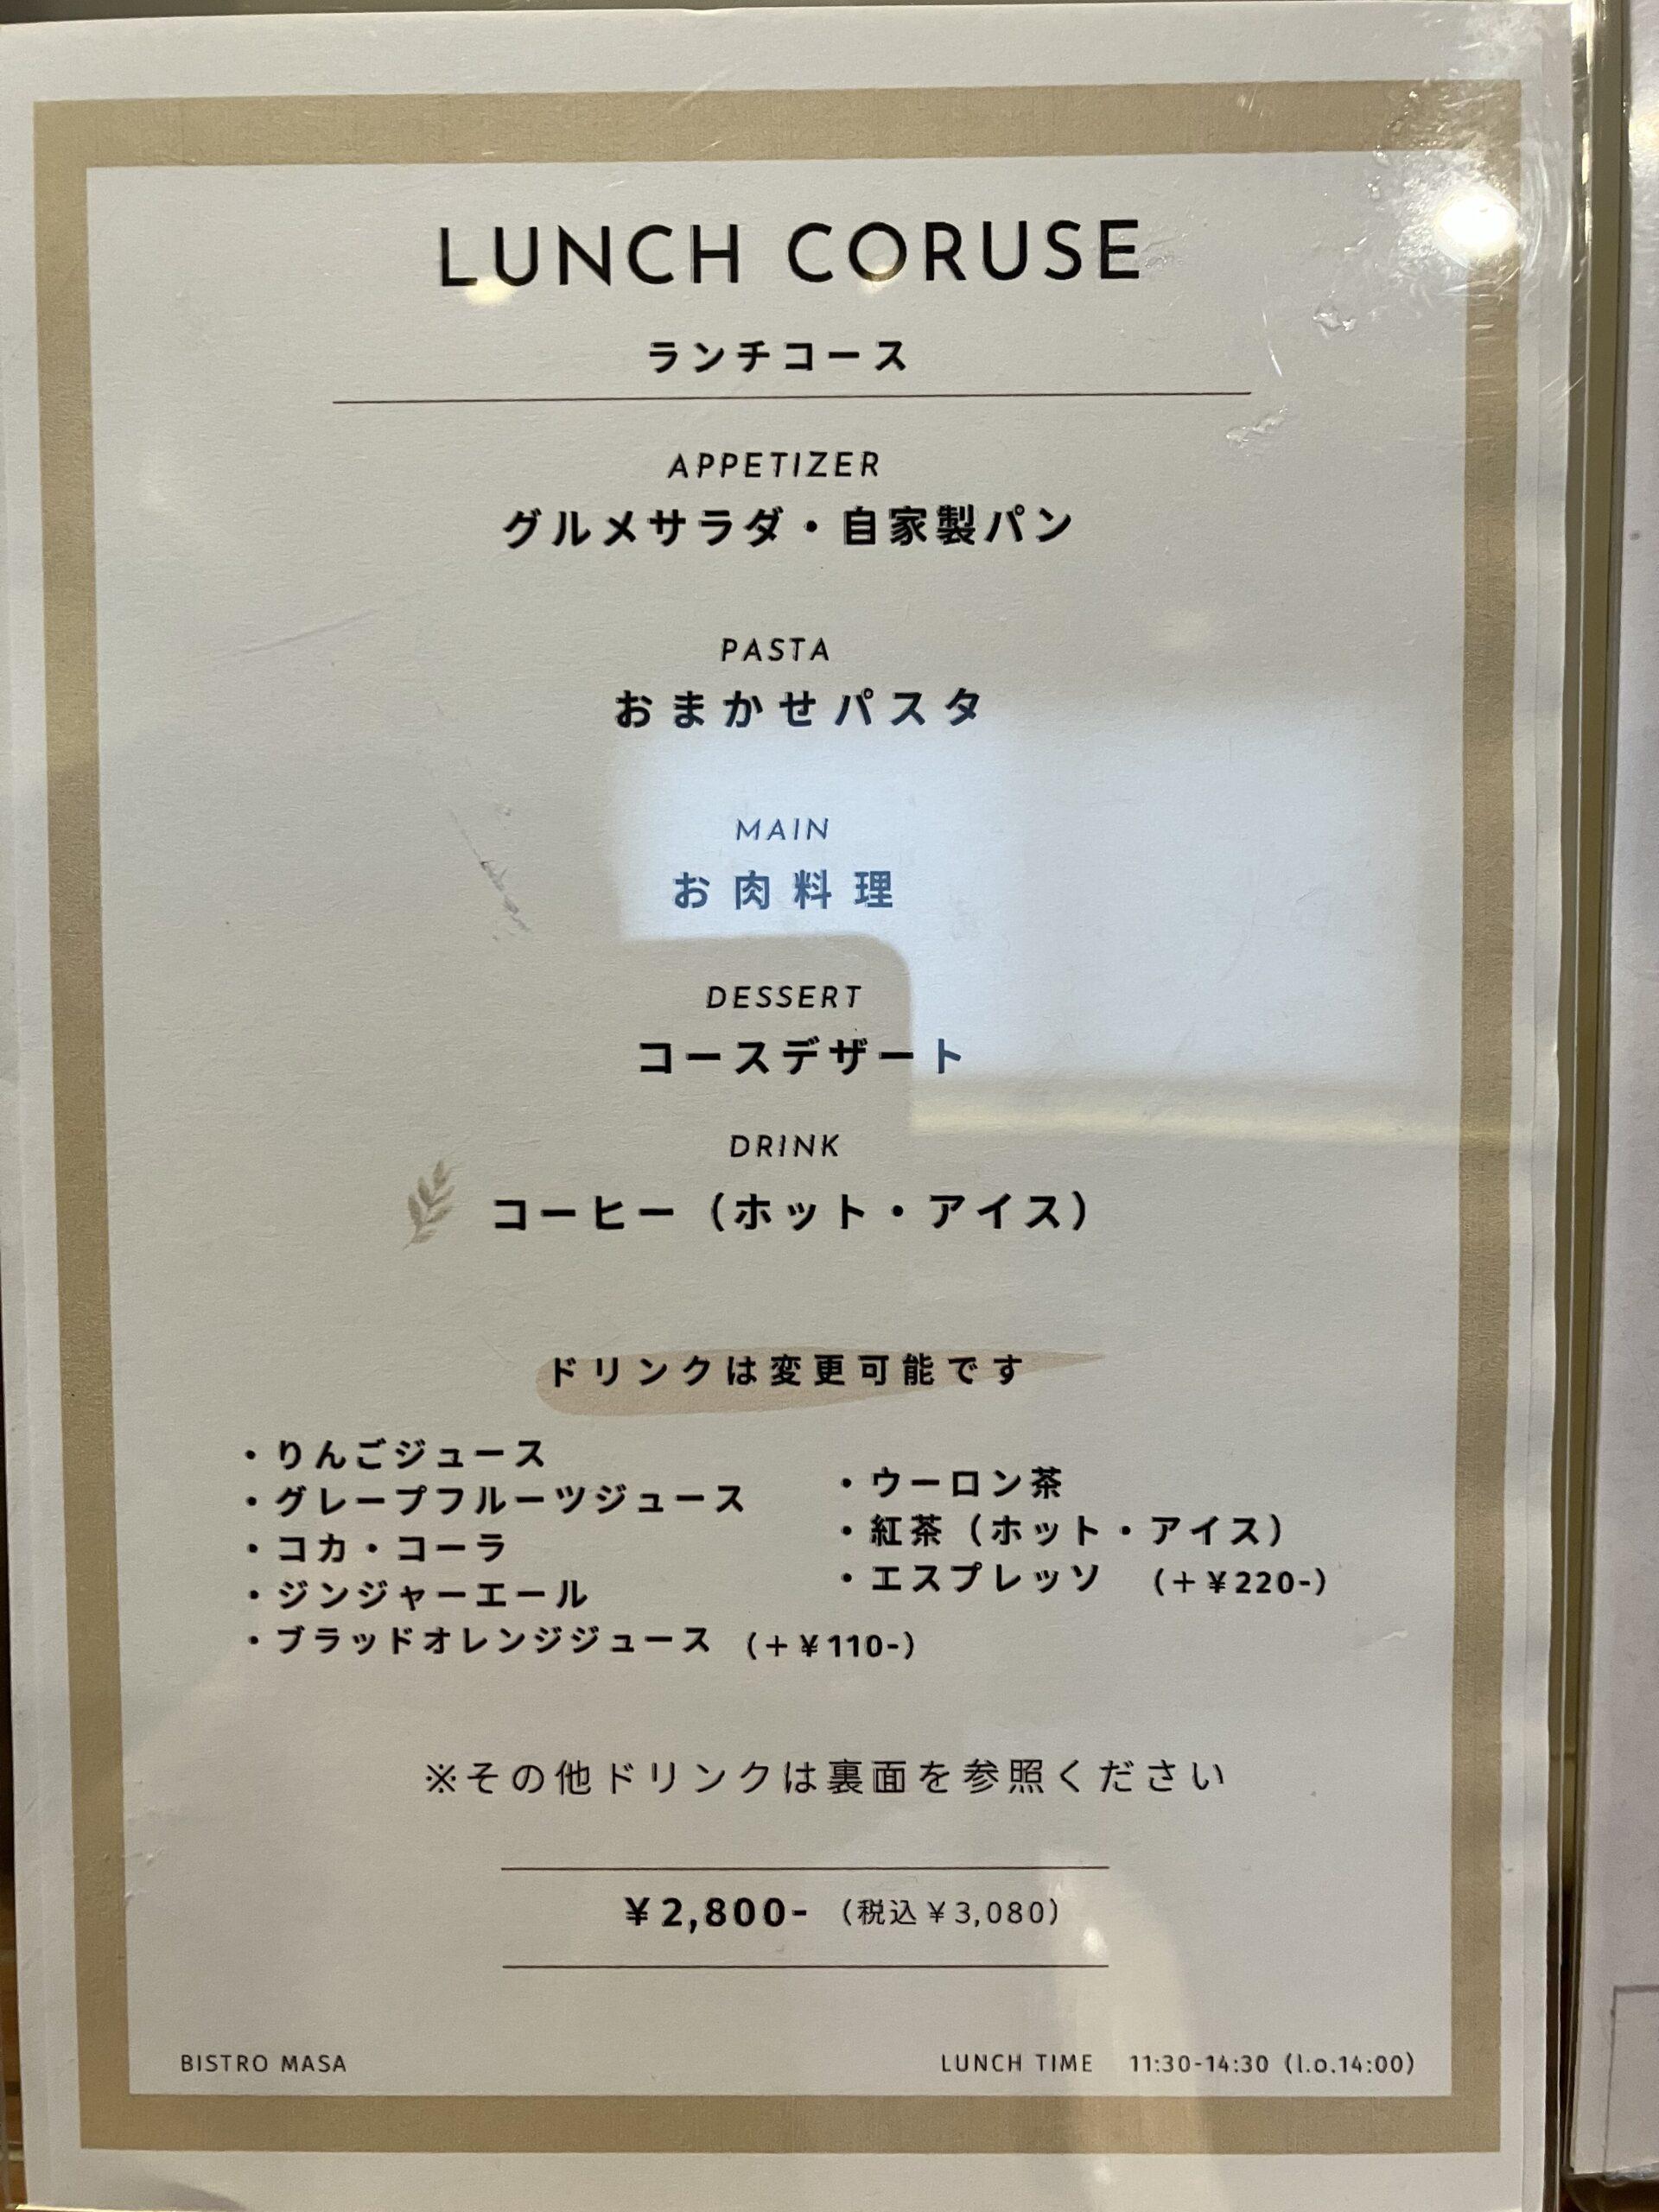 LUNCH CORUSE
ランチコース
APPETIZER
グルメサラダ・自家製パン
PASTA
おまかせパスタ
MAIN
お肉料理
DESSERT
コースデザート
DRINK
コーヒー（ホット・アイス）
ドリンクは変更可能です
・りんごジュース
・グレープフルーツジュース
・コカ・コーラ
・ジンジャーエール
・ブラッドオレンジジュース （＋￥110-）
・ウーロン茶
・紅茶（ホット・アイス）
・エスプレッソ （＋￥220-）
※その他ドリンクは裏面を参照ください
￥2,800- （税込￥3,080）
BISTRO MASA
LUNCH TIME 11:30-14:30（l.o.14:00）